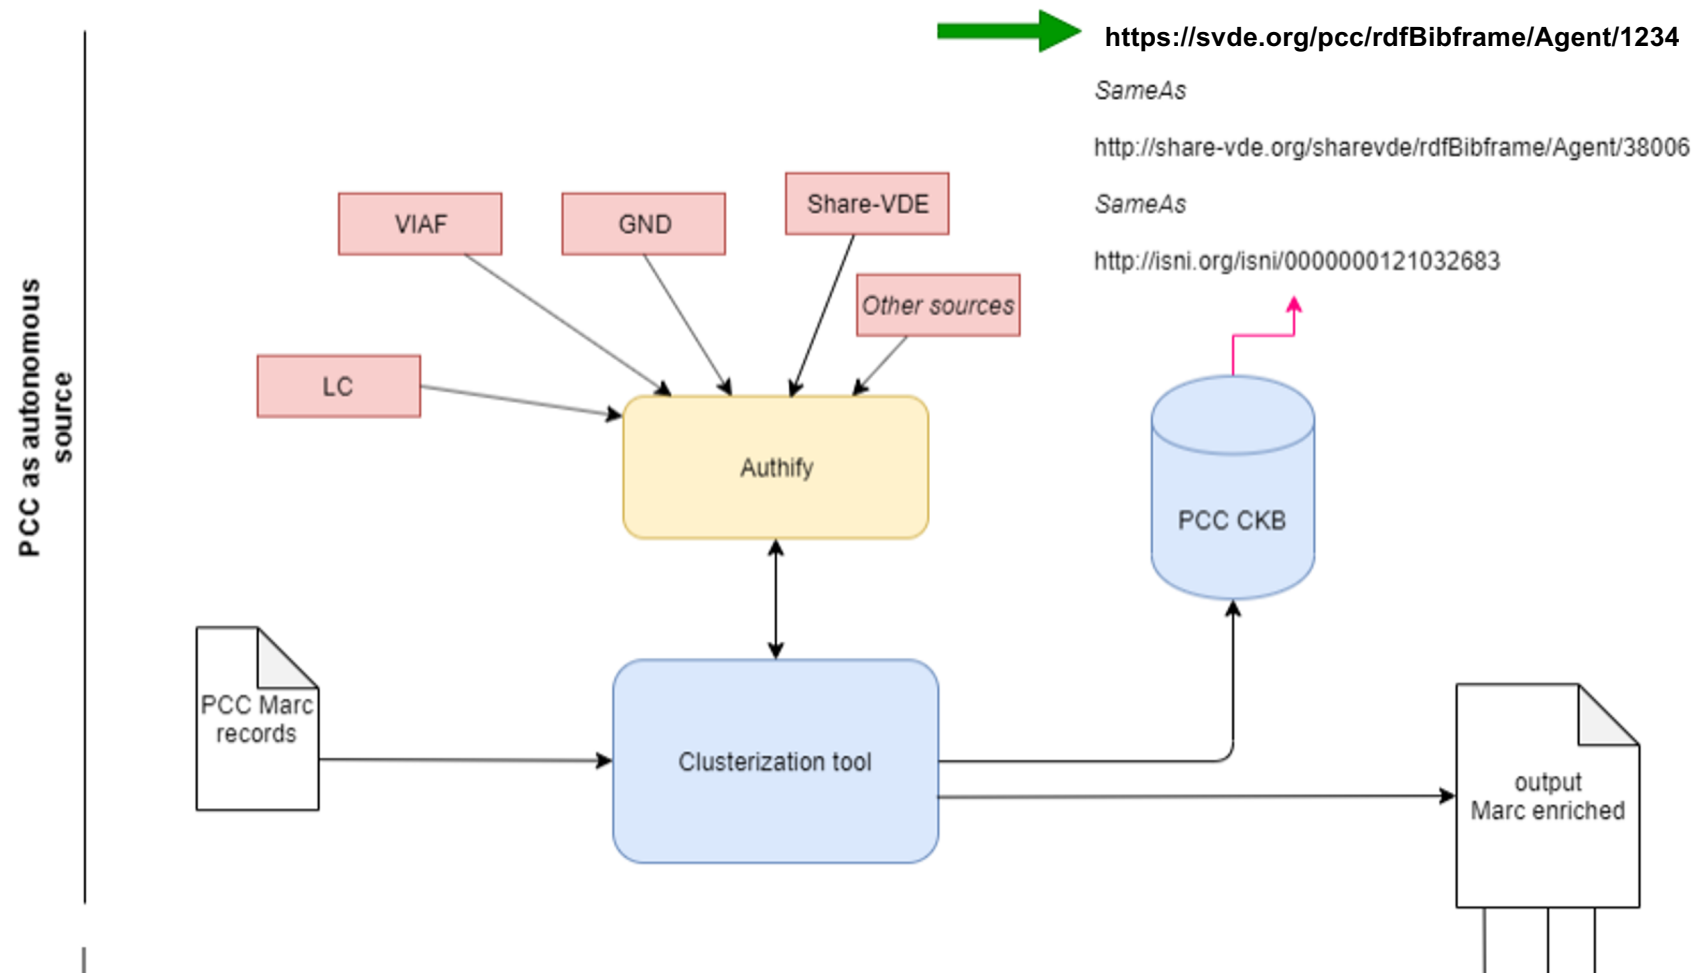 PCC as autonomous
source
https://svde.org/pcc/rdfBibframe/Agent/1234
SameAs
http://share-vde.org/sharevde/rdfBibframe/Agent/38006
SameAs
http://isni.org/isni/0000000121032683
VIAF
GND
Share-VDE
Other sources
LC
Authify
PCC CKB
PCC Marc
records
Clusterization tool
output
Marc enriched